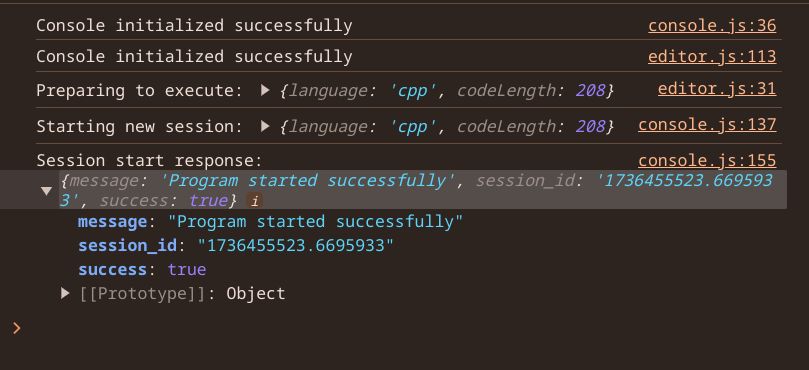 Console initialized successfully console.js:36
Console initialized successfully editor.js:113
Preparing to execute: ▶ {language: 'cpp', codeLength: 208} editor.js:31
Starting new session: ▶ {language: 'cpp', codeLength: 208} console.js:137
Session start response: console.js:155
▼ {message: 'Program started successfully', session_id: '1736455523.669593
3', success: true} i
message: "Program started successfully"
session_id: "1736455523.6695933"
success: true
▶ [[Prototype]]: Object
>